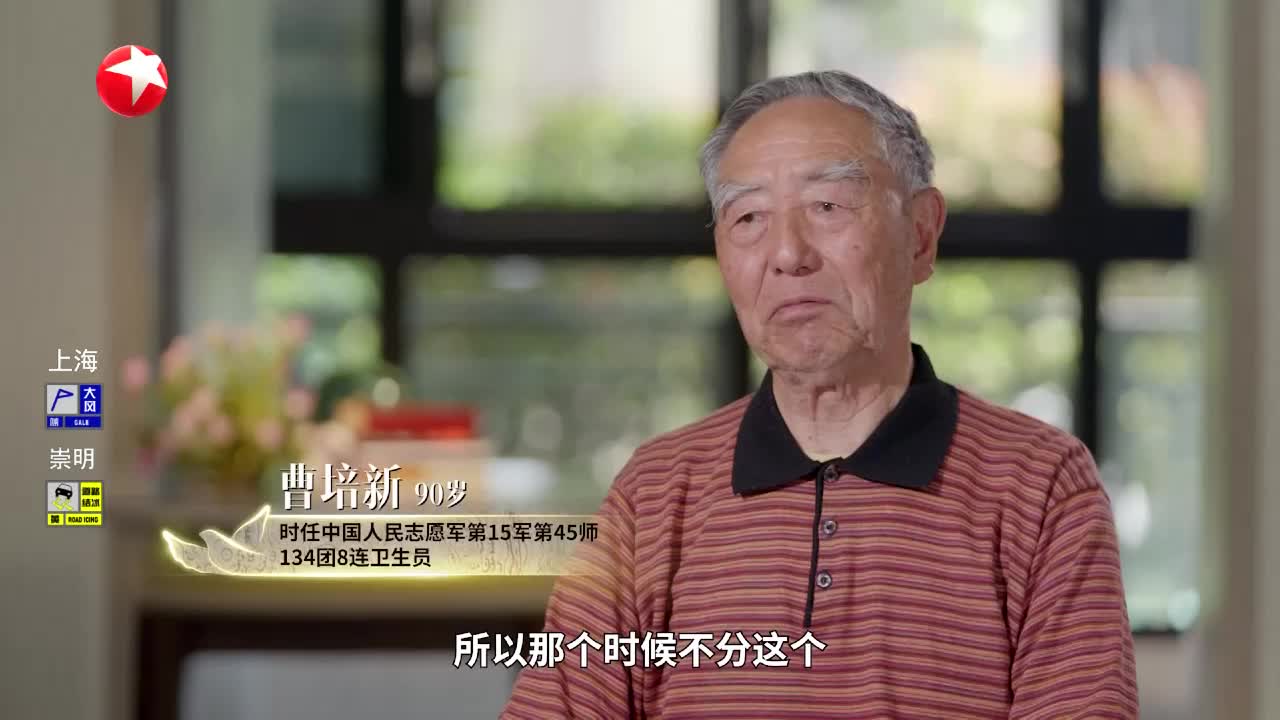 上海
大风
GALE
崇明
道路
结冰
黄 ROAD ICING
曹培新 90岁
时任中国人民志愿军第15军第45师
134团8连卫生员
所以那个时候不分这个